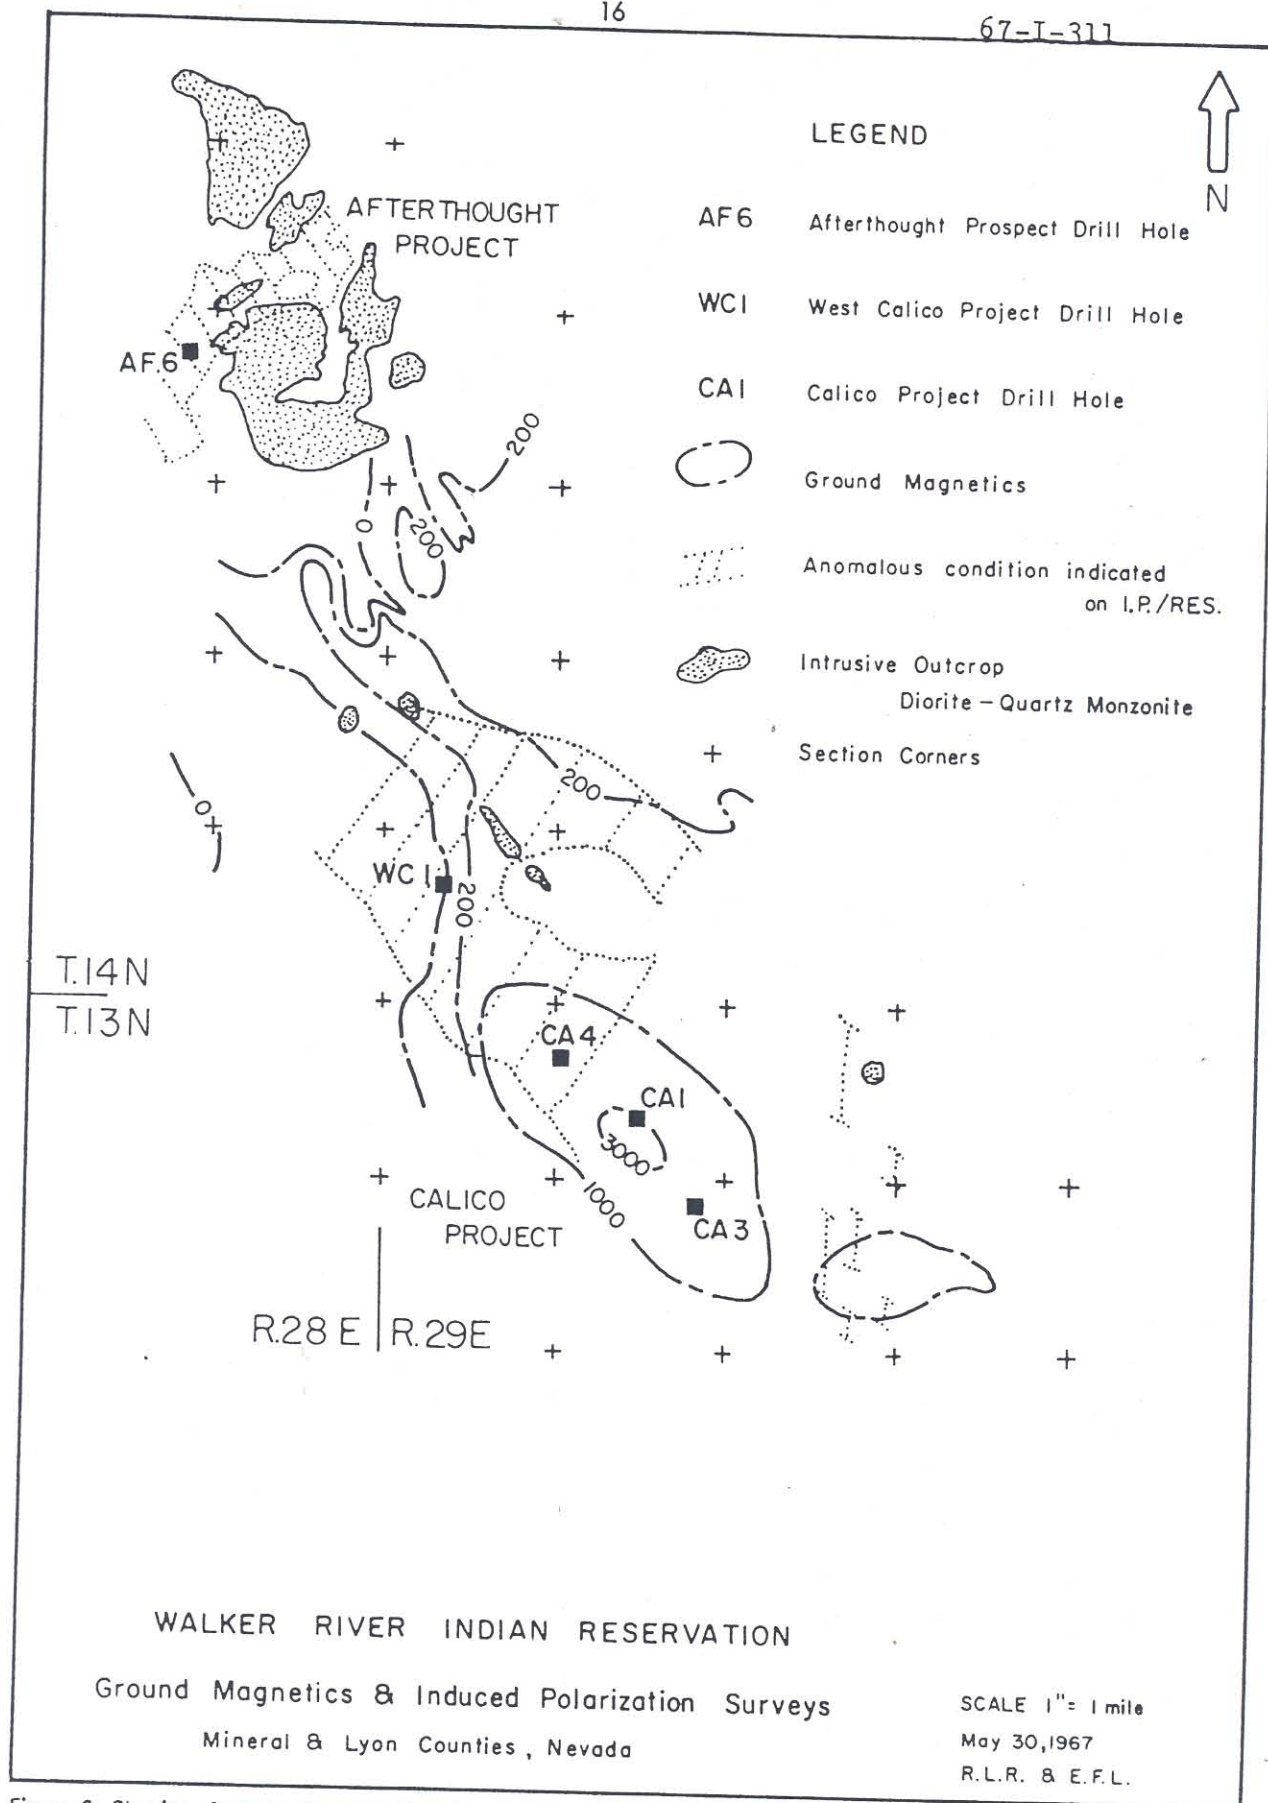 16
67-I-311
N
LEGEND
AF6 Afterthought Prospect Drill Hole
WC1 West Calico Project Drill Hole
CA1 Calico Project Drill Hole
Ground Magnetics
Anomalous condition indicated
on I.P./RES.
Intrusive Outcrop
Diorite – Quartz Monzonite
Section Corners
AFTERTHOUGHT
PROJECT
AF.6
200
0
200
200
0
WC1
200
T.14N
T.13N
CA4
CA1
3000
1000
CA3
CALICO
PROJECT
R.28 E R.29E
WALKER RIVER INDIAN RESERVATION
Ground Magnetics & Induced Polarization Surveys
Mineral & Lyon Counties, Nevada
SCALE 1"= 1 mile
May 30,1967
R.L.R. & E.F.L.